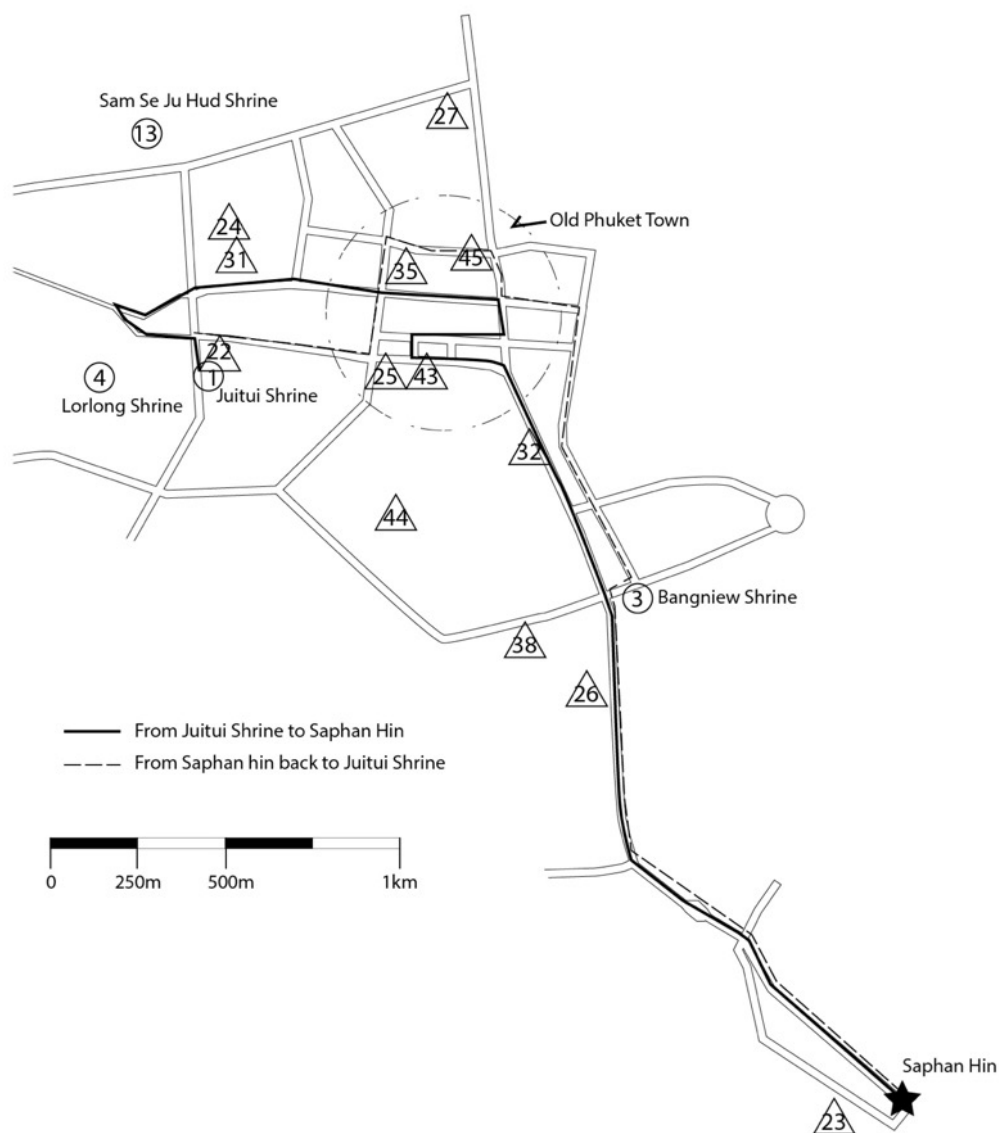 Sam Se Ju Hud Shrine
13
27
Old Phuket Town
24
31
35
45
22
1
Juitui Shrine
4
Lorlong Shrine
25
43
32
44
3
Bangniew Shrine
38
26
From Juitui Shrine to Saphan Hin
From Saphan hin back to Juitui Shrine
0
250m
500m
1km
Saphan Hin
23